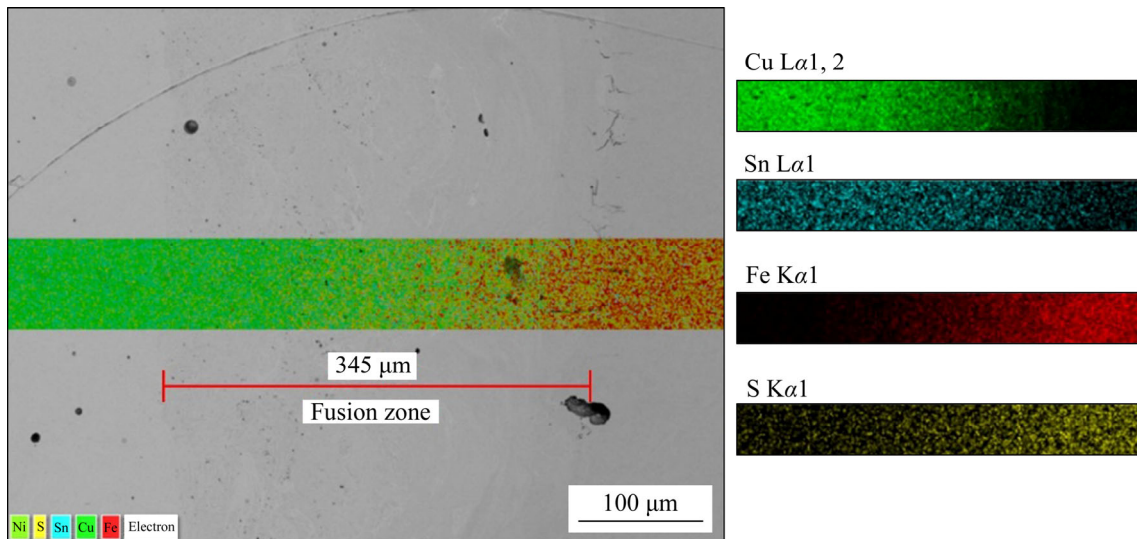 345 μm
Fusion zone
100 μm
Ni S Sn Cu Fe Electron
Cu Lα1, 2
Sn Lα1
Fe Kα1
S Kα1